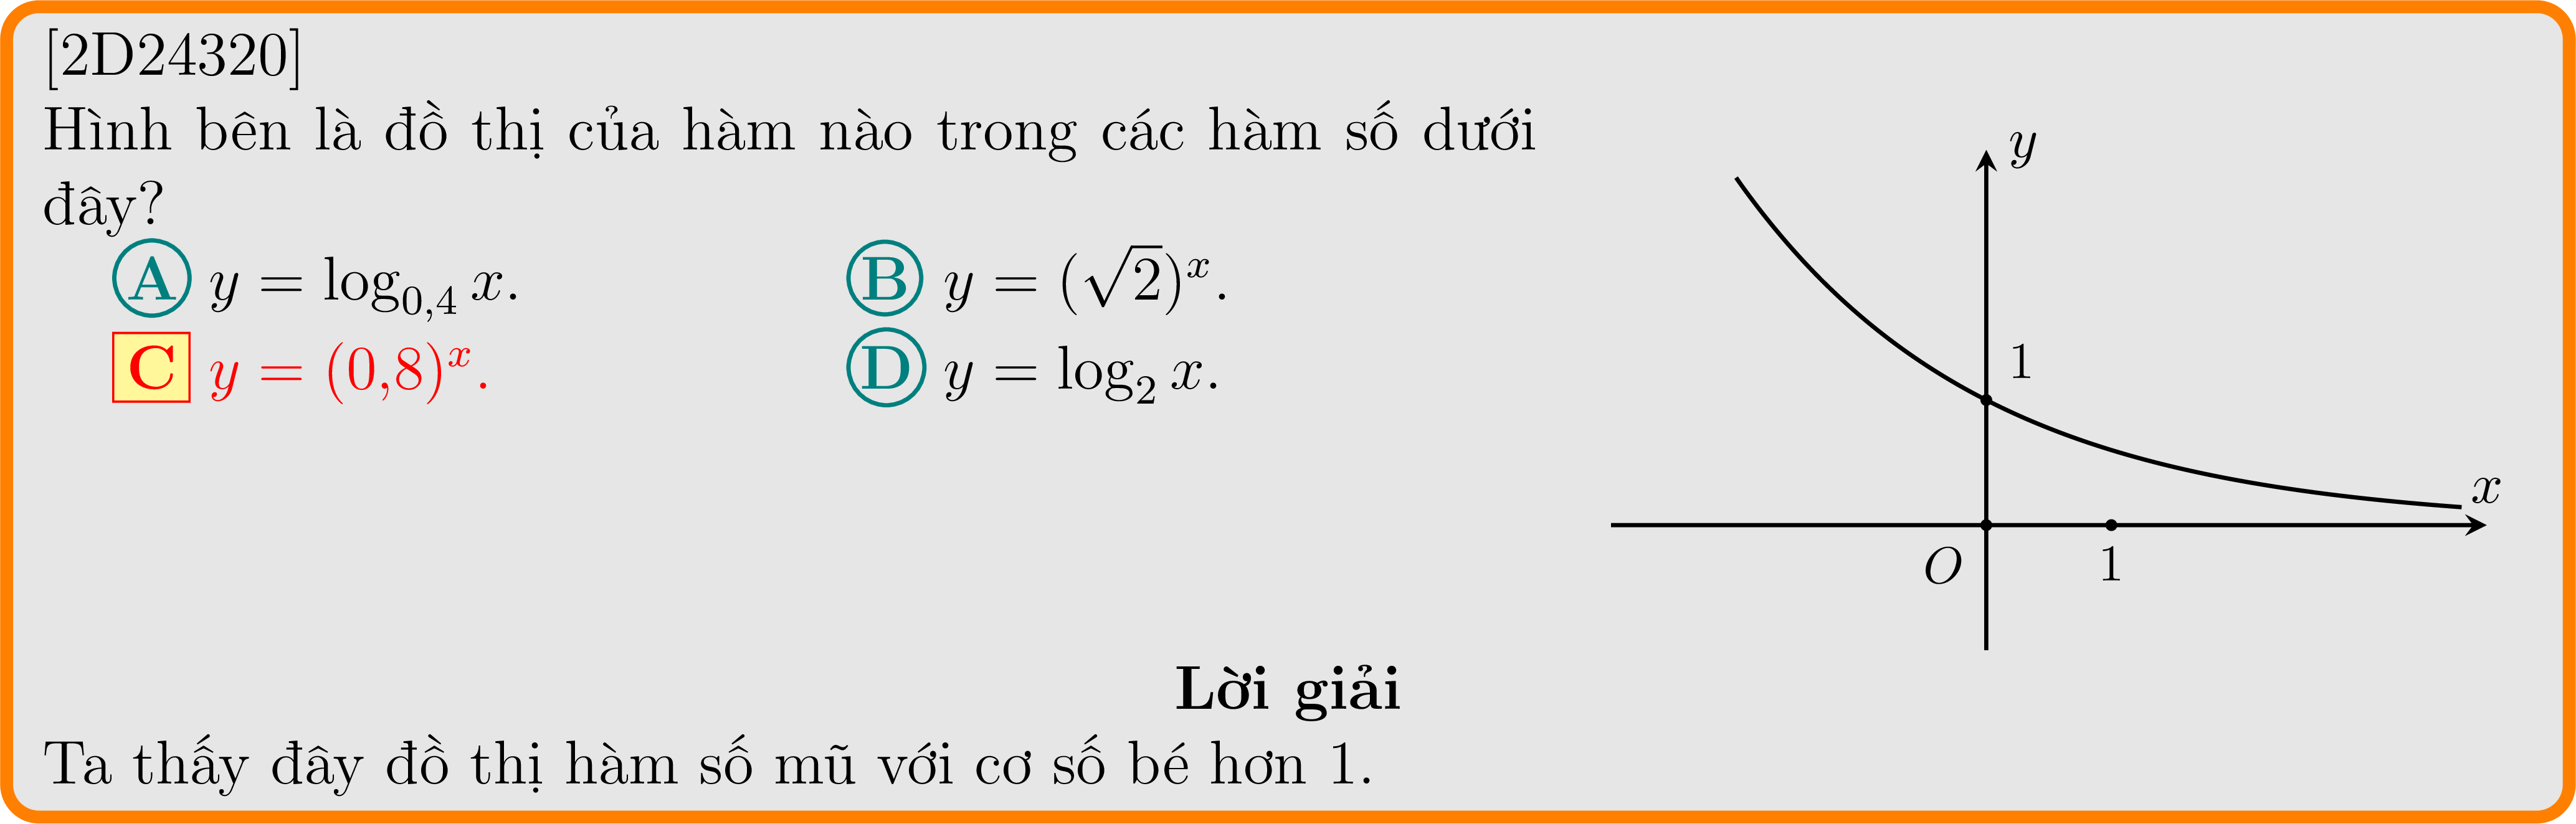 [2D24320]
Hình bên là đồ thị của hàm nào trong các hàm số dưới
đây?
A y = log_{0,4} x. B y = (√2)^x.
C y = (0,8)^x. D y = log_2 x.
y
1
x
O 1
Lời giải
Ta thấy đây đồ thị hàm số mũ với cơ số bé hơn 1.